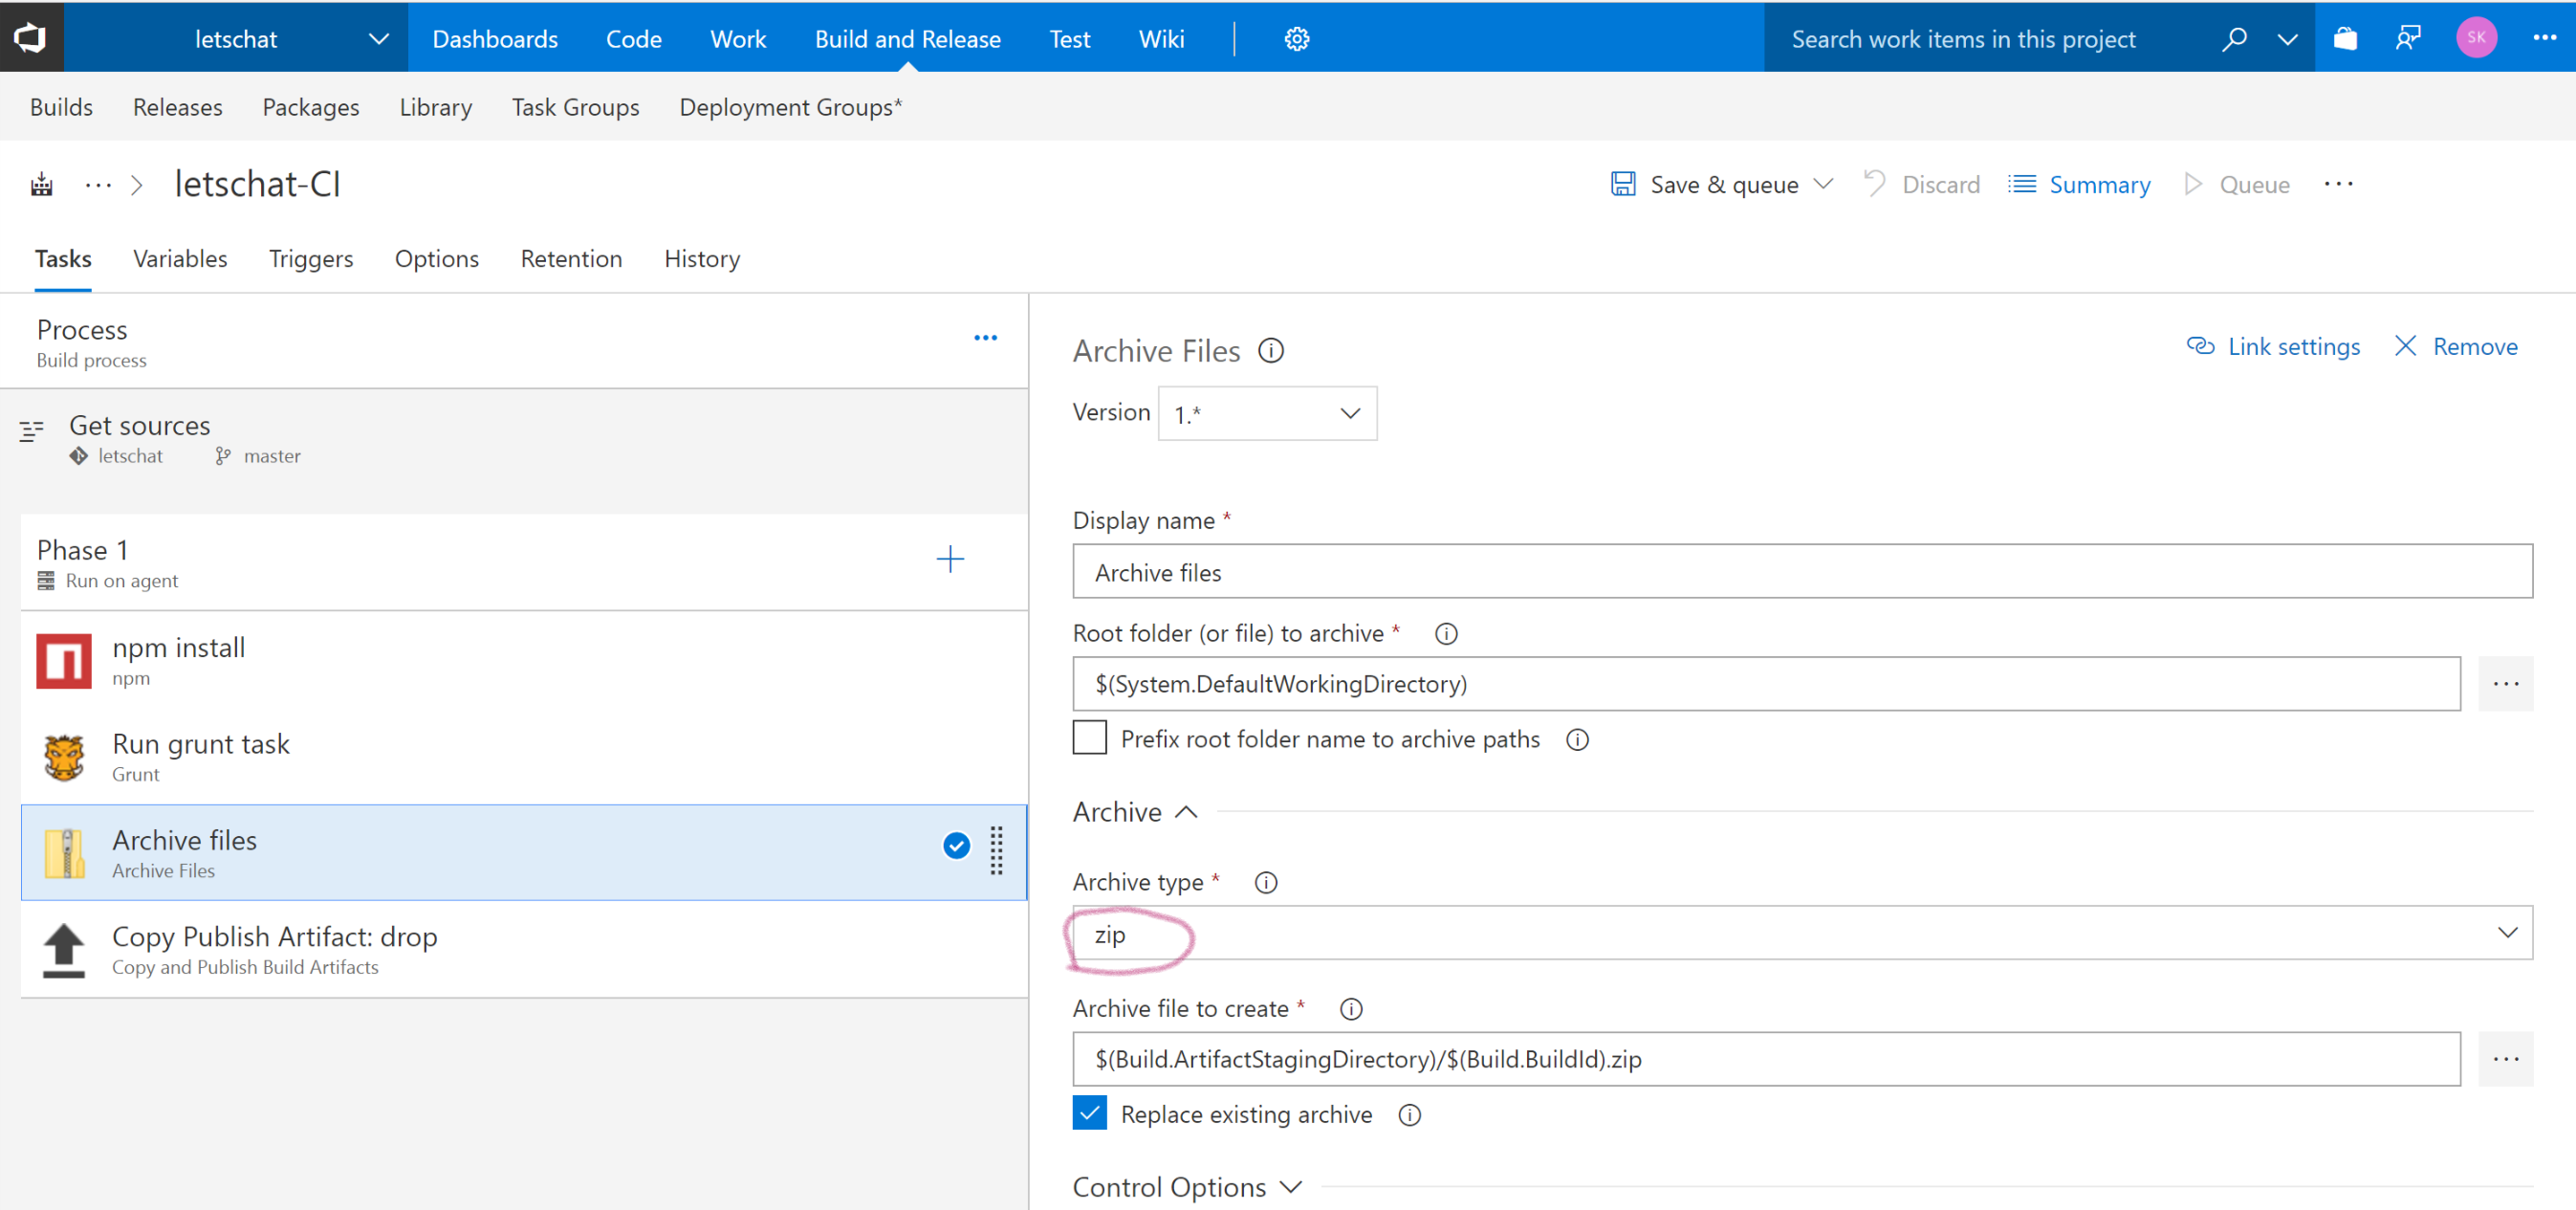 letschat Dashboards Code Work Build and Release Test Wiki Search work items in this project SK
Builds Releases Packages Library Task Groups Deployment Groups*
... > letschat-CI Save & queue Discard Summary Queue ...
Tasks Variables Triggers Options Retention History
Process
Build process
Get sources
letschat master
Phase 1
Run on agent
npm install
npm
Run grunt task
Grunt
Archive files
Archive Files
Copy Publish Artifact: drop
Copy and Publish Build Artifacts
Archive Files Link settings Remove
Version 1.*
Display name *
Archive files
Root folder (or file) to archive *
$(System.DefaultWorkingDirectory) ...
Prefix root folder name to archive paths
Archive
Archive type *
zip
Archive file to create *
$(Build.ArtifactStagingDirectory)/$(Build.BuildId).zip ...
Replace existing archive
Control Options